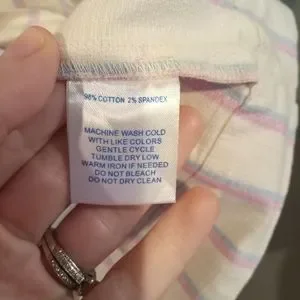 98% COTTON 2% SPANDEX
MACHINE WASH COLD
WITH LIKE COLORS
GENTLE CYCLE
TUMBLE DRY LOW
WARM IRON IF NEEDED
DO NOT BLEACH
DO NOT DRY CLEAN